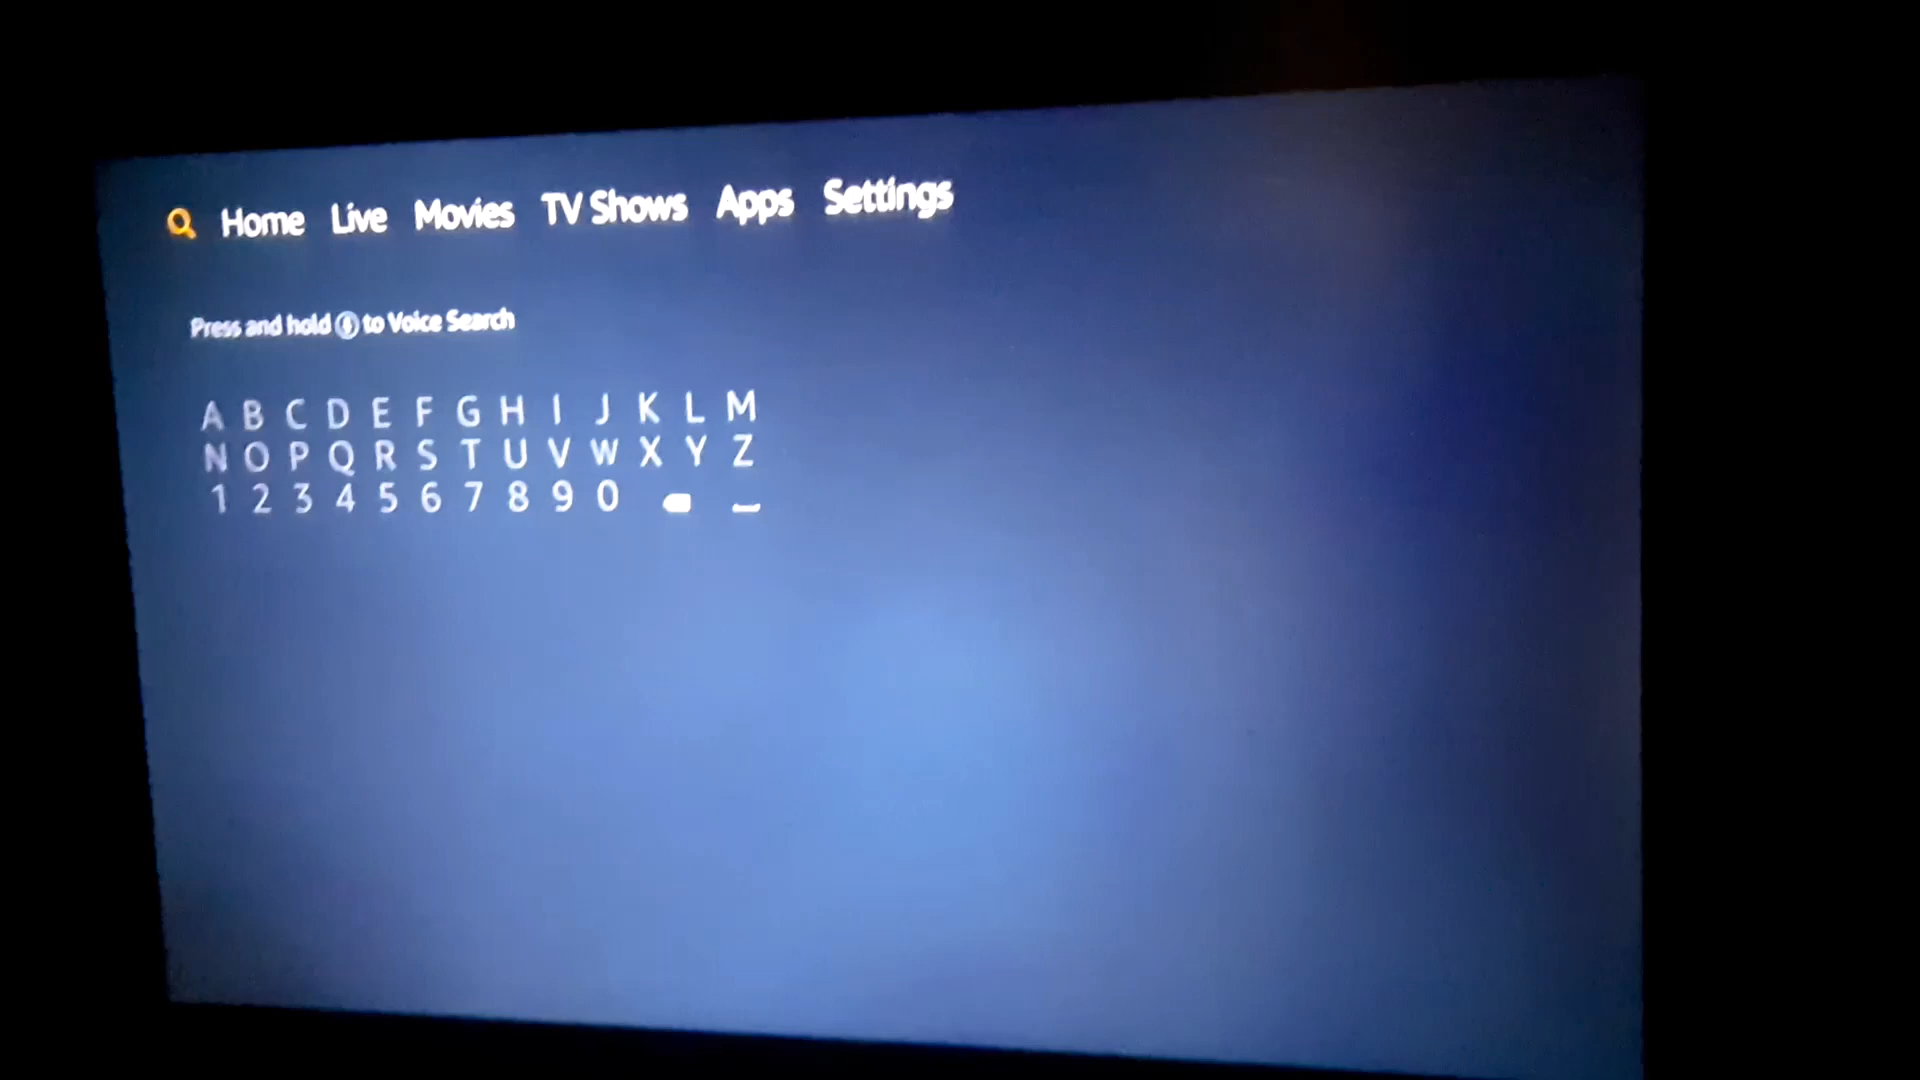 Home Live Movies TV Shows Apps Settings
Press and hold to Voice Search
A B C D E F G H I J K L M
N O P Q R S T U V W X Y Z
1 2 3 4 5 6 7 8 9 0